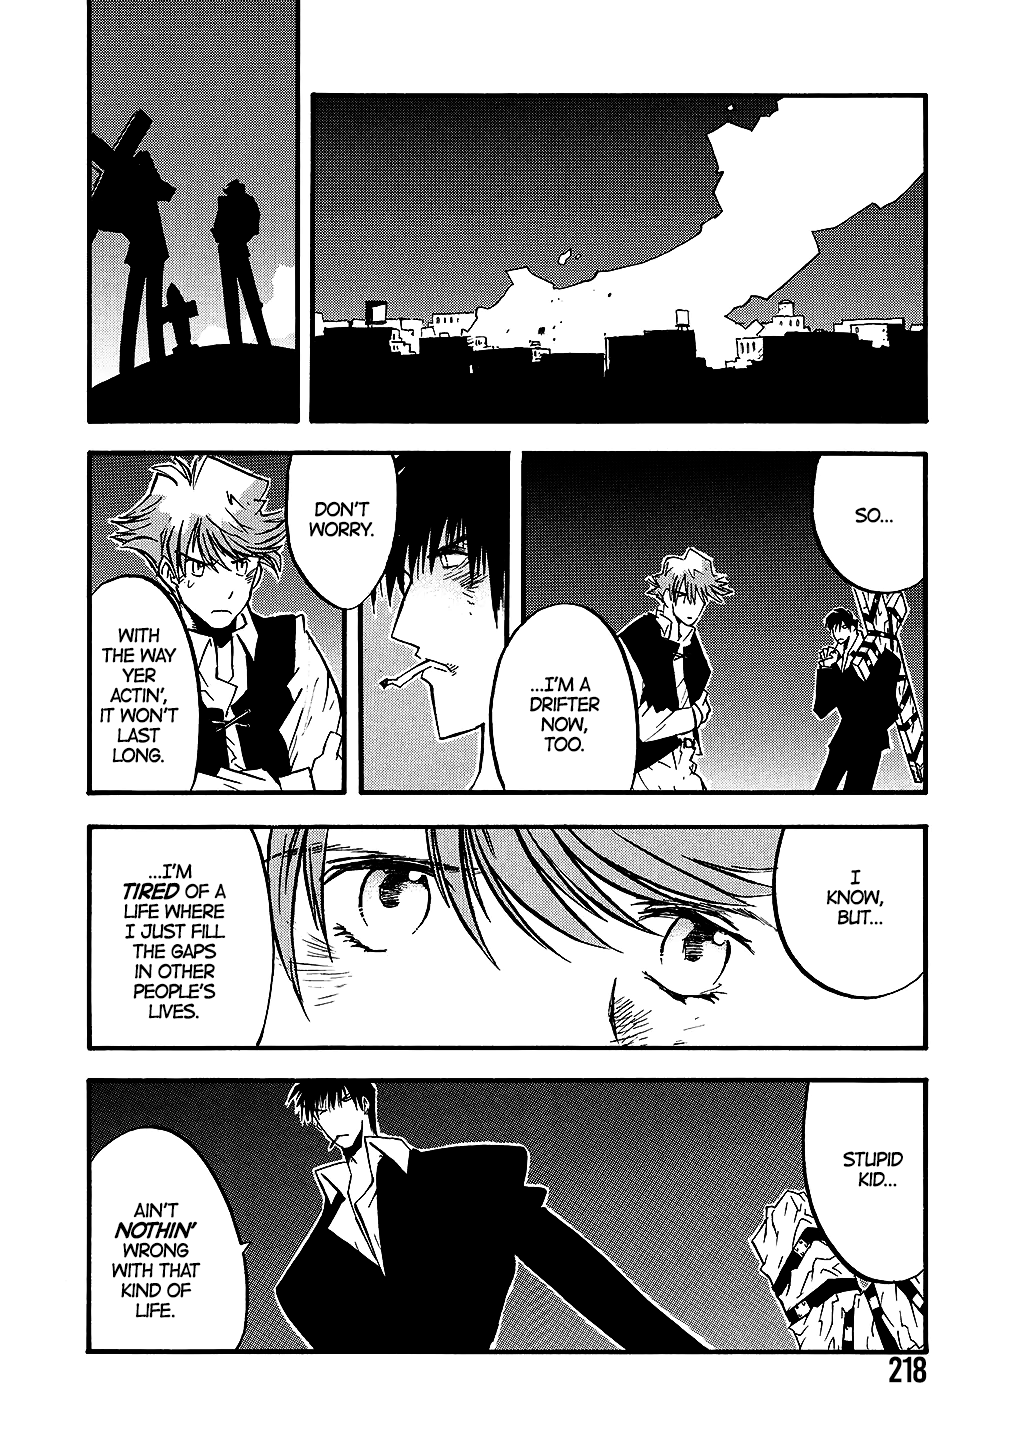 SO...
...I'M A
DRIFTER
NOW,
TOO.
DON'T
WORRY.
WITH
THE WAY
YER
ACTIN',
IT WON'T
LAST
LONG.
I
KNOW,
BUT...
...I'M
TIRED OF A
LIFE WHERE
I JUST FILL
THE GAPS
IN OTHER
PEOPLE'S
LIVES.
STUPID
KID...
AIN'T
NOTHIN'
WRONG
WITH THAT
KIND OF
LIFE.
218